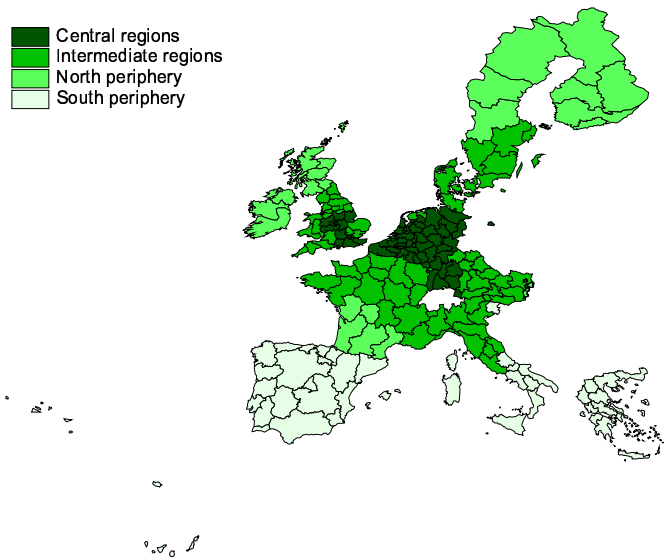 Central regions
Intermediate regions
North periphery
South periphery